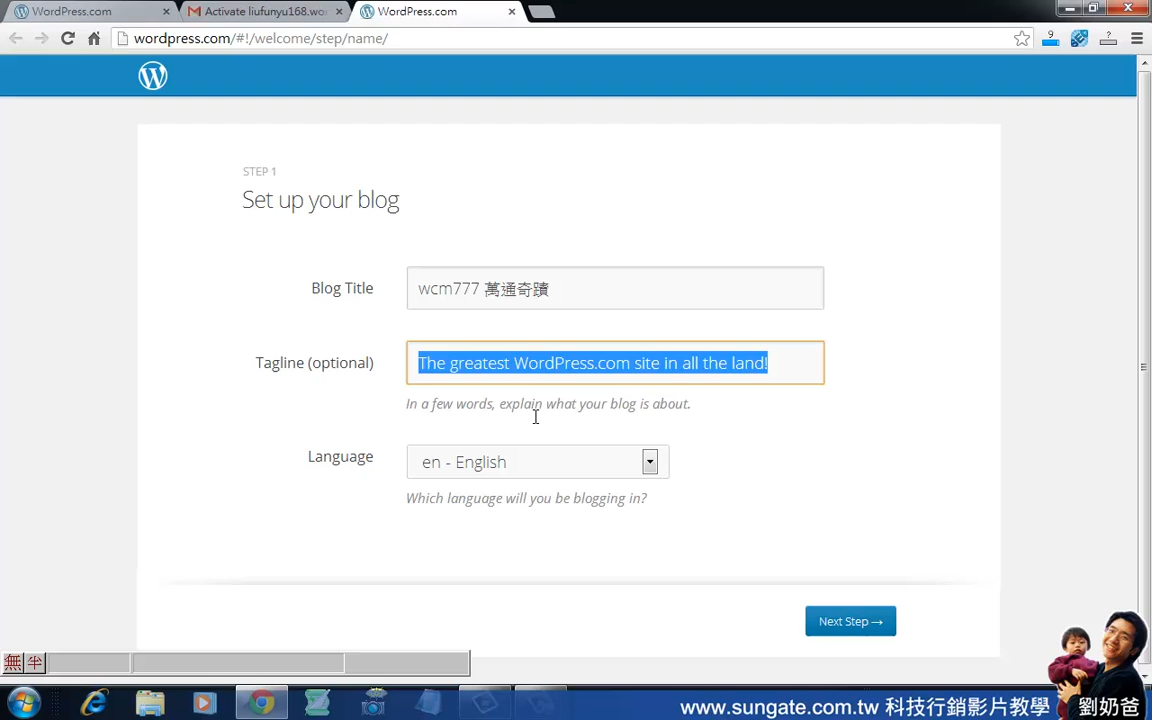 WordPress.com
Activate liufunyu168.wo
WordPress.com
wordpress.com/#!/welcome/step/name/
9
?
STEP 1
Set up your blog
Blog Title
wcm777 萬通奇蹟
Tagline (optional)
The greatest WordPress.com site in all the land!
In a few words, explain what your blog is about.
Language
en - English
Which language will you be blogging in?
Next Step →
無 半
www.sungate.com.tw 科技行銷影片教學
劉奶爸